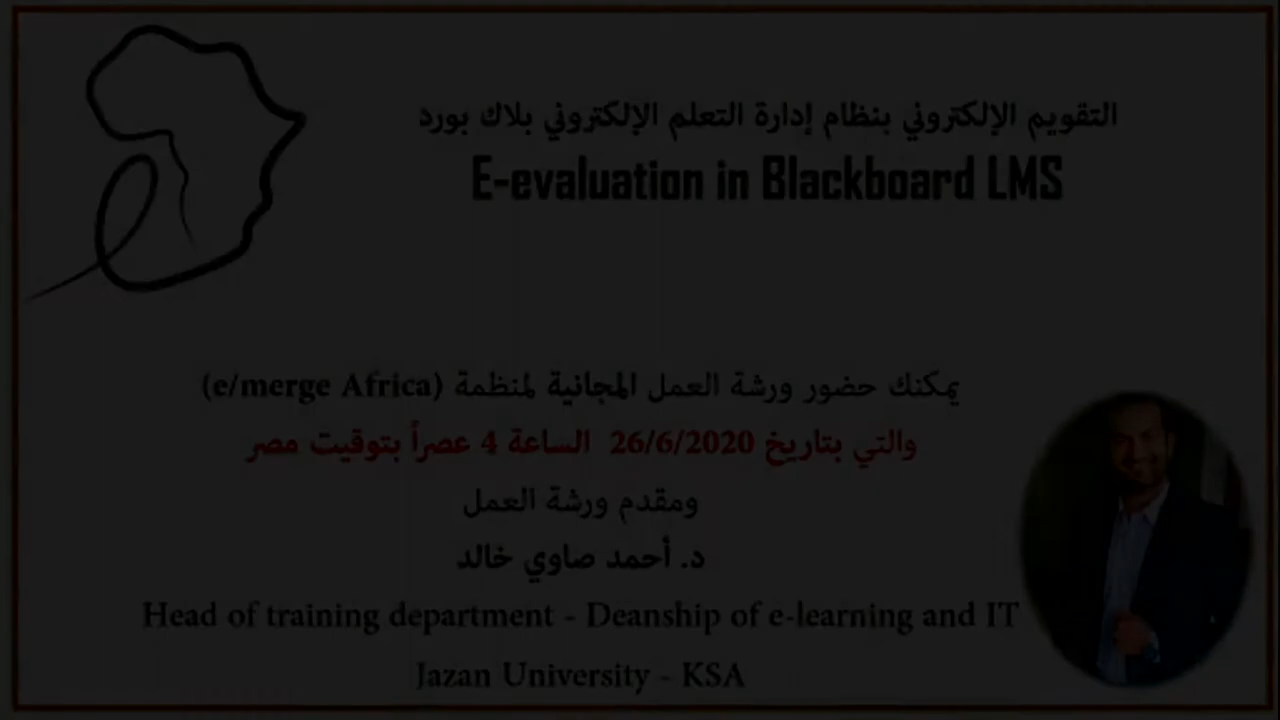 التقويم الإلكتروني بنظام إدارة التعلم الإلكتروني بلاك بورد
E-evaluation in Blackboard LMS
يمكنك حضور ورشة العمل المجانية لمنظمة (e/merge Africa)
والتي بتاريخ 26/6/2020 الساعة 4 عصراً بتوقيت مصر
ومقدم ورشة العمل
د. أحمد صاوي خالد
Head of training department - Deanship of e-learning and IT
Jazan University - KSA